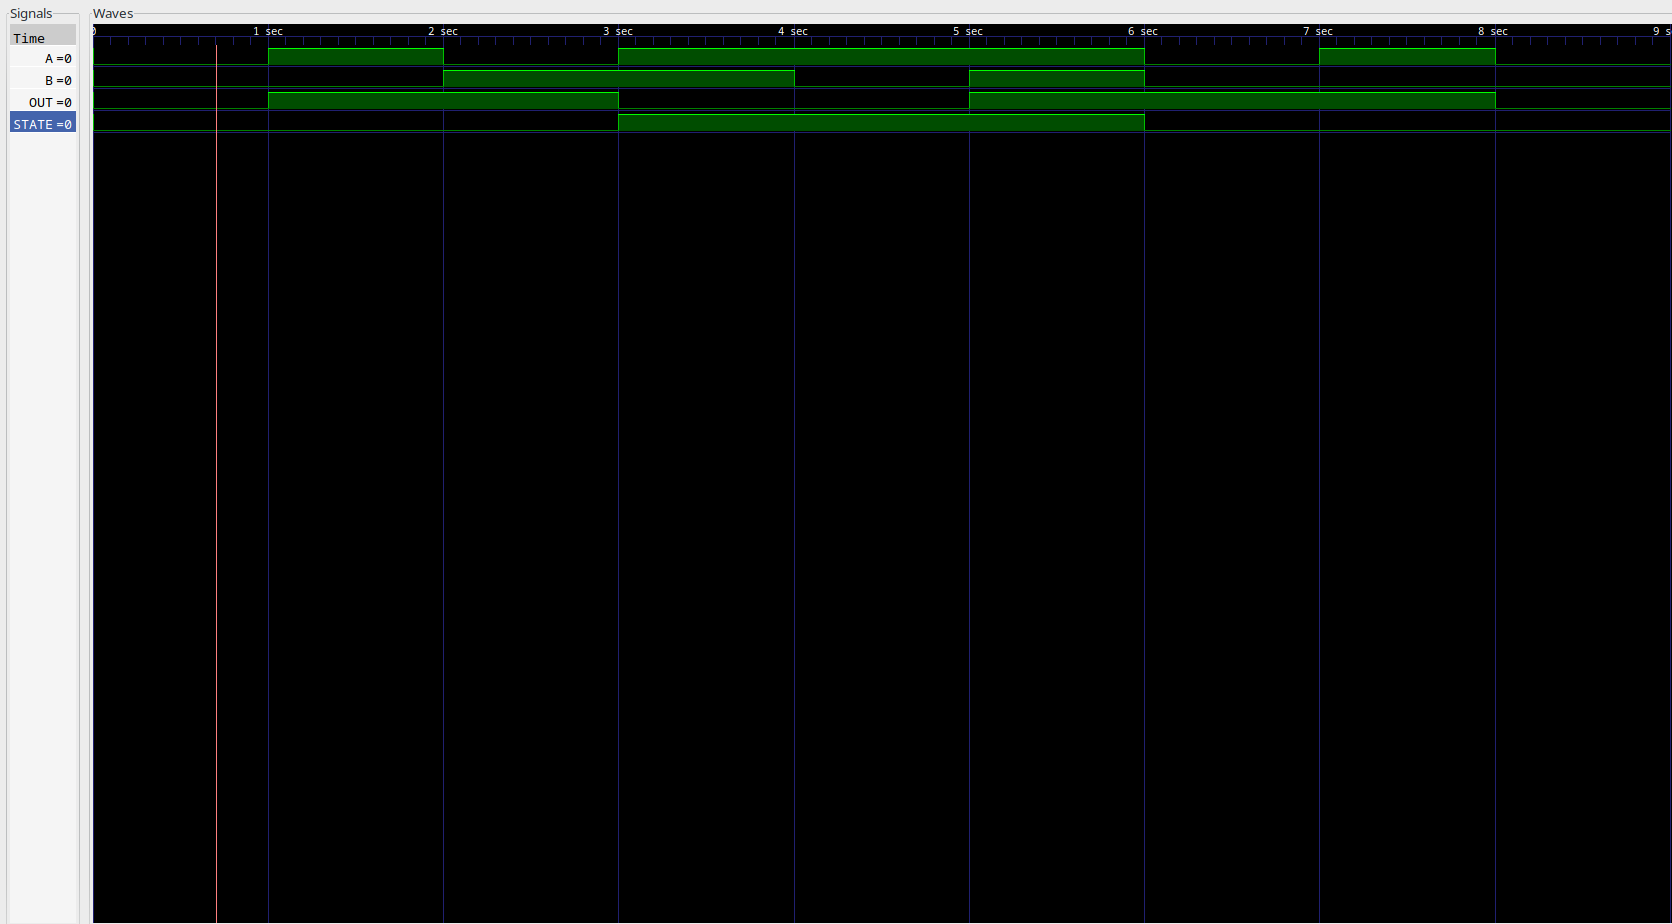 Signals
Waves
Time
0 1 sec 2 sec 3 sec 4 sec 5 sec 6 sec 7 sec 8 sec 9 s
A =0
B =0
OUT =0
STATE =0